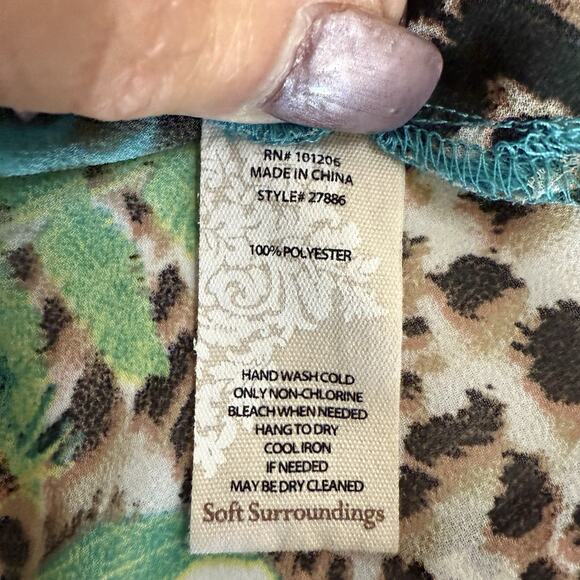 RN# 101206
MADE IN CHINA
STYLE# 27886
100% POLYESTER
HAND WASH COLD
ONLY NON-CHLORINE
BLEACH WHEN NEEDED
HANG TO DRY
COOL IRON
IF NEEDED
MAY BE DRY CLEANED
Soft Surroundings